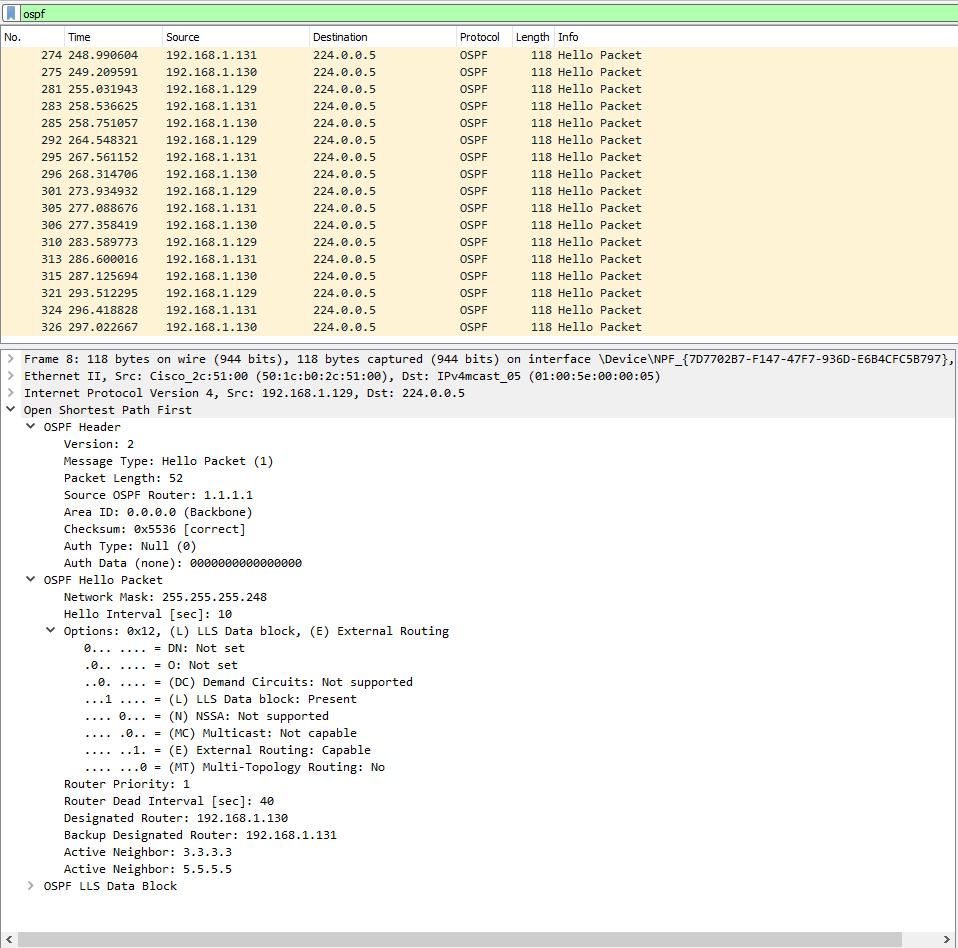 ospf
No. Time Source Destination Protocol Length Info
274 248.990604 192.168.1.131 224.0.0.5 OSPF 118 Hello Packet
275 249.209591 192.168.1.130 224.0.0.5 OSPF 118 Hello Packet
281 255.031943 192.168.1.129 224.0.0.5 OSPF 118 Hello Packet
283 258.536625 192.168.1.131 224.0.0.5 OSPF 118 Hello Packet
285 258.751057 192.168.1.130 224.0.0.5 OSPF 118 Hello Packet
292 264.548321 192.168.1.129 224.0.0.5 OSPF 118 Hello Packet
295 267.561152 192.168.1.131 224.0.0.5 OSPF 118 Hello Packet
296 268.314706 192.168.1.130 224.0.0.5 OSPF 118 Hello Packet
301 273.934932 192.168.1.129 224.0.0.5 OSPF 118 Hello Packet
305 277.088676 192.168.1.131 224.0.0.5 OSPF 118 Hello Packet
306 277.358419 192.168.1.130 224.0.0.5 OSPF 118 Hello Packet
310 283.589773 192.168.1.129 224.0.0.5 OSPF 118 Hello Packet
313 286.600016 192.168.1.131 224.0.0.5 OSPF 118 Hello Packet
315 287.125694 192.168.1.130 224.0.0.5 OSPF 118 Hello Packet
321 293.512295 192.168.1.129 224.0.0.5 OSPF 118 Hello Packet
324 296.418828 192.168.1.131 224.0.0.5 OSPF 118 Hello Packet
326 297.022667 192.168.1.130 224.0.0.5 OSPF 118 Hello Packet
Frame 8: 118 bytes on wire (944 bits), 118 bytes captured (944 bits) on interface \Device\NPF_{7D7702B7-F147-47F7-936D-E6B4CFC5B797},
Ethernet II, Src: Cisco_2c:51:00 (50:1c:b0:2c:51:00), Dst: IPv4mcast_05 (01:00:5e:00:00:05)
Internet Protocol Version 4, Src: 192.168.1.129, Dst: 224.0.0.5
Open Shortest Path First
OSPF Header
Version: 2
Message Type: Hello Packet (1)
Packet Length: 52
Source OSPF Router: 1.1.1.1
Area ID: 0.0.0.0 (Backbone)
Checksum: 0x5536 [correct]
Auth Type: Null (0)
Auth Data (none): 0000000000000000
OSPF Hello Packet
Network Mask: 255.255.255.248
Hello Interval [sec]: 10
Options: 0x12, (L) LLS Data block, (E) External Routing
0... .... = DN: Not set
.0.. .... = O: Not set
..0. .... = (DC) Demand Circuits: Not supported
...1 .... = (L) LLS Data block: Present
.... 0... = (N) NSSA: Not supported
.... .0.. = (MC) Multicast: Not capable
.... ..1. = (E) External Routing: Capable
.... ...0 = (MT) Multi-Topology Routing: No
Router Priority: 1
Router Dead Interval [sec]: 40
Designated Router: 192.168.1.130
Backup Designated Router: 192.168.1.131
Active Neighbor: 3.3.3.3
Active Neighbor: 5.5.5.5
OSPF LLS Data Block